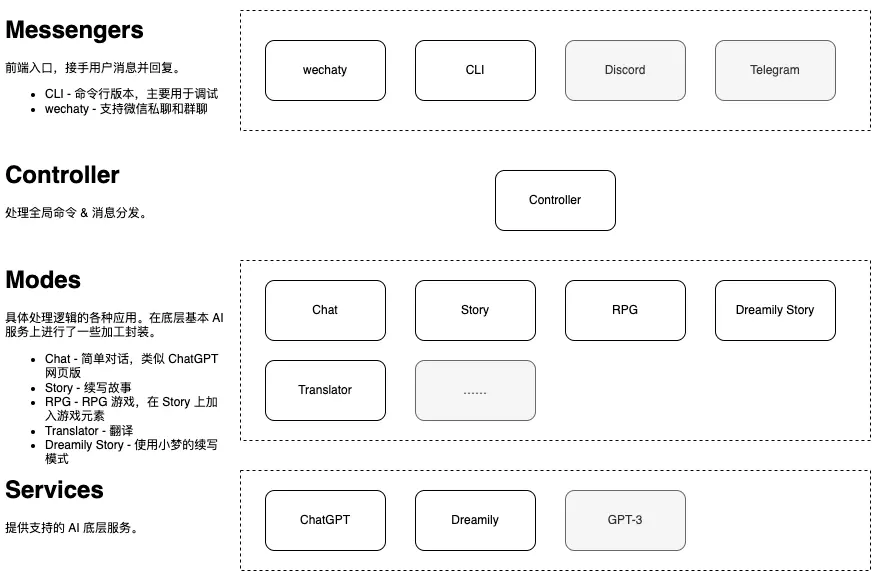 Messengers
前端入口，接手用户消息并回复。
CLI - 命令行版本，主要用于调试
wechaty - 支持微信私聊和群聊
wechaty
CLI
Discord
Telegram
Controller
处理全局命令 & 消息分发。
Controller
Modes
具体处理逻辑的各种应用。在底层基本 AI
服务上进行了一些加工封装。
Chat - 简单对话，类似 ChatGPT
网页版
Story - 续写故事
RPG - RPG 游戏，在 Story 上加
入游戏元素
Translator - 翻译
Dreamily Story - 使用小梦的续写
模式
Chat
Story
RPG
Dreamily Story
Translator
......
Services
提供支持的 AI 底层服务。
ChatGPT
Dreamily
GPT-3